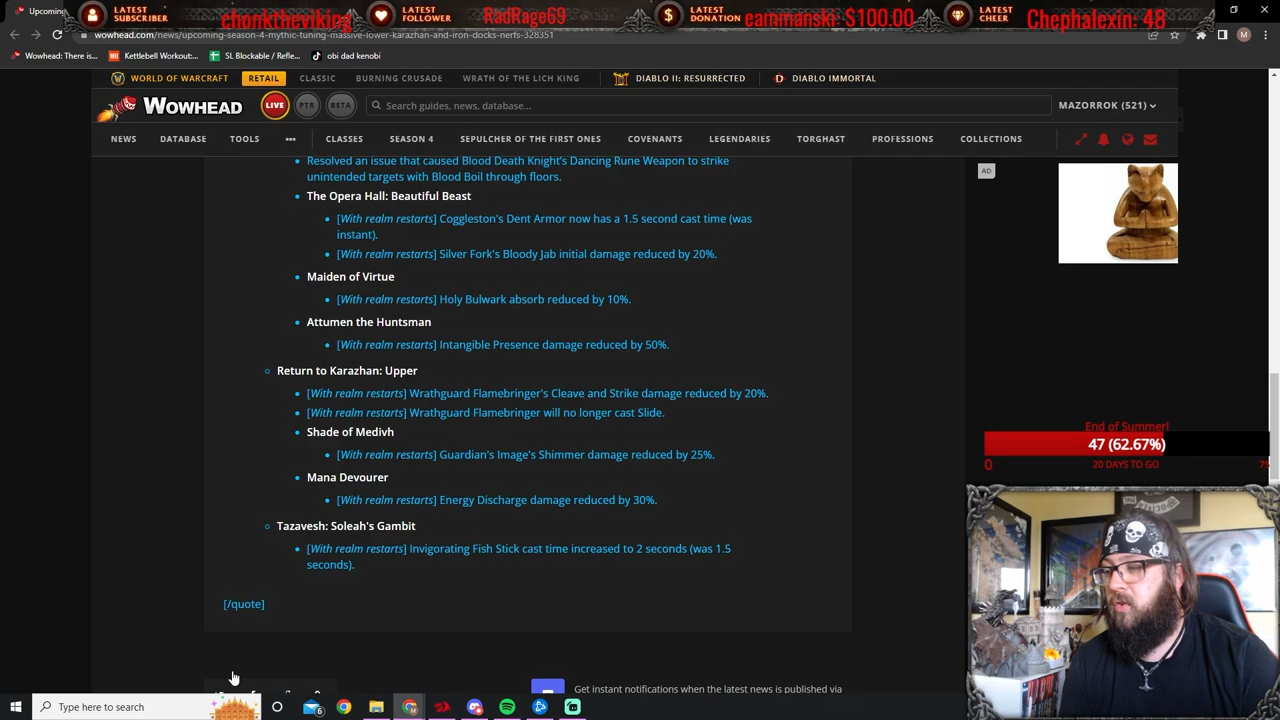 Upcoming
LATEST SUBSCRIBER
chonktheviking
LATEST FOLLOWER
RadRage69
LATEST DONATION
eammanski: $100.00
LATEST CHEER
Chephalexin: 48
wowhead.com/news/upcoming-season-4-mythic-tuning-massive-lower-karazhan-and-iron-docks-nerfs-328351
M
Wowhead: There is...
Kettlebell Workout:...
SL Blockable / Refle...
obi dad kenobi
WORLD OF WARCRAFT
RETAIL
CLASSIC
BURNING CRUSADE
WRATH OF THE LICH KING
DIABLO II: RESURRECTED
DIABLO IMMORTAL
WOWHEAD
LIVE
PTR
BETA
Search guides, news, database...
MAZORROK (521)
NEWS
DATABASE
TOOLS
•••
CLASSES
SEASON 4
SEPULCHER OF THE FIRST ONES
COVENANTS
LEGENDARIES
TORGHAST
PROFESSIONS
COLLECTIONS
Resolved an issue that caused Blood Death Knight's Dancing Rune Weapon to strike
unintended targets with Blood Boil through floors.
The Opera Hall: Beautiful Beast
[With realm restarts] Coggleston's Dent Armor now has a 1.5 second cast time (was
instant).
[With realm restarts] Silver Fork's Bloody Jab initial damage reduced by 20%.
Maiden of Virtue
[With realm restarts] Holy Bulwark absorb reduced by 10%.
Attumen the Huntsman
[With realm restarts] Intangible Presence damage reduced by 50%.
Return to Karazhan: Upper
[With realm restarts] Wrathguard Flamebringer's Cleave and Strike damage reduced by 20%.
[With realm restarts] Wrathguard Flamebringer will no longer cast Slide.
Shade of Medivh
[With realm restarts] Guardian's Image's Shimmer damage reduced by 25%.
Mana Devourer
[With realm restarts] Energy Discharge damage reduced by 30%.
Tazavesh: Soleah's Gambit
[With realm restarts] Invigorating Fish Stick cast time increased to 2 seconds (was 1.5
seconds).
[/quote]
AD
End of Summer!
47 (62.67%)
0
20 DAYS TO GO
Get instant notifications when the latest news is published via
Type here to search
6